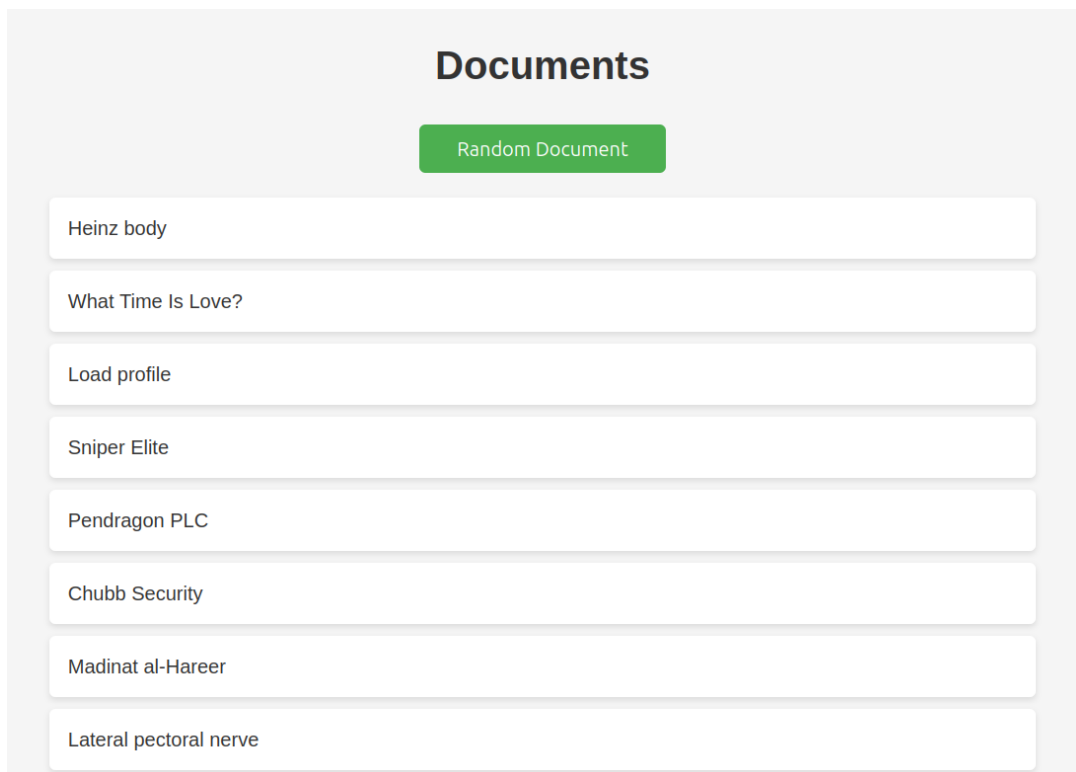 Documents
Random Document
Heinz body
What Time Is Love?
Load profile
Sniper Elite
Pendragon PLC
Chubb Security
Madinat al-Hareer
Lateral pectoral nerve